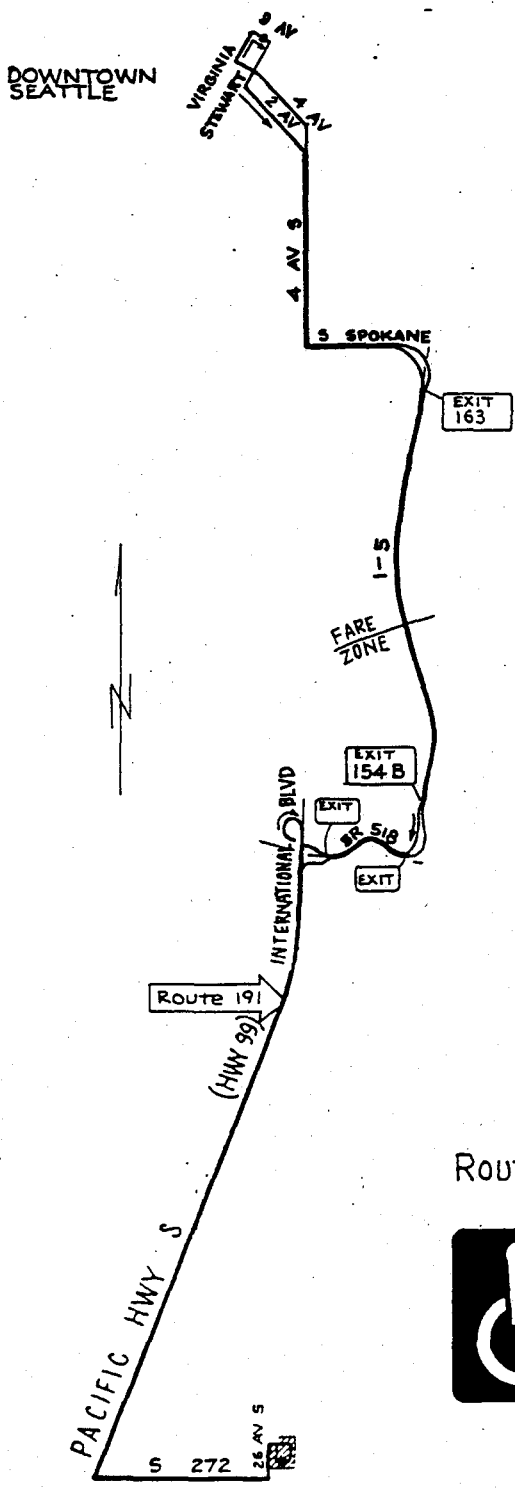 9 AV
DOWNTOWN
SEATTLE
VIRGINIA
STEWART
2 AV
4 AV
4 AV S
S SPOKANE
EXIT
163
I-5
FARE
ZONE
N
EXIT
154 B
INTERNATIONAL BLVD
EXIT
SR 518
EXIT
Route 191
(HWY 99)
PACIFIC HWY S
ROUT
26 AV S
S 272